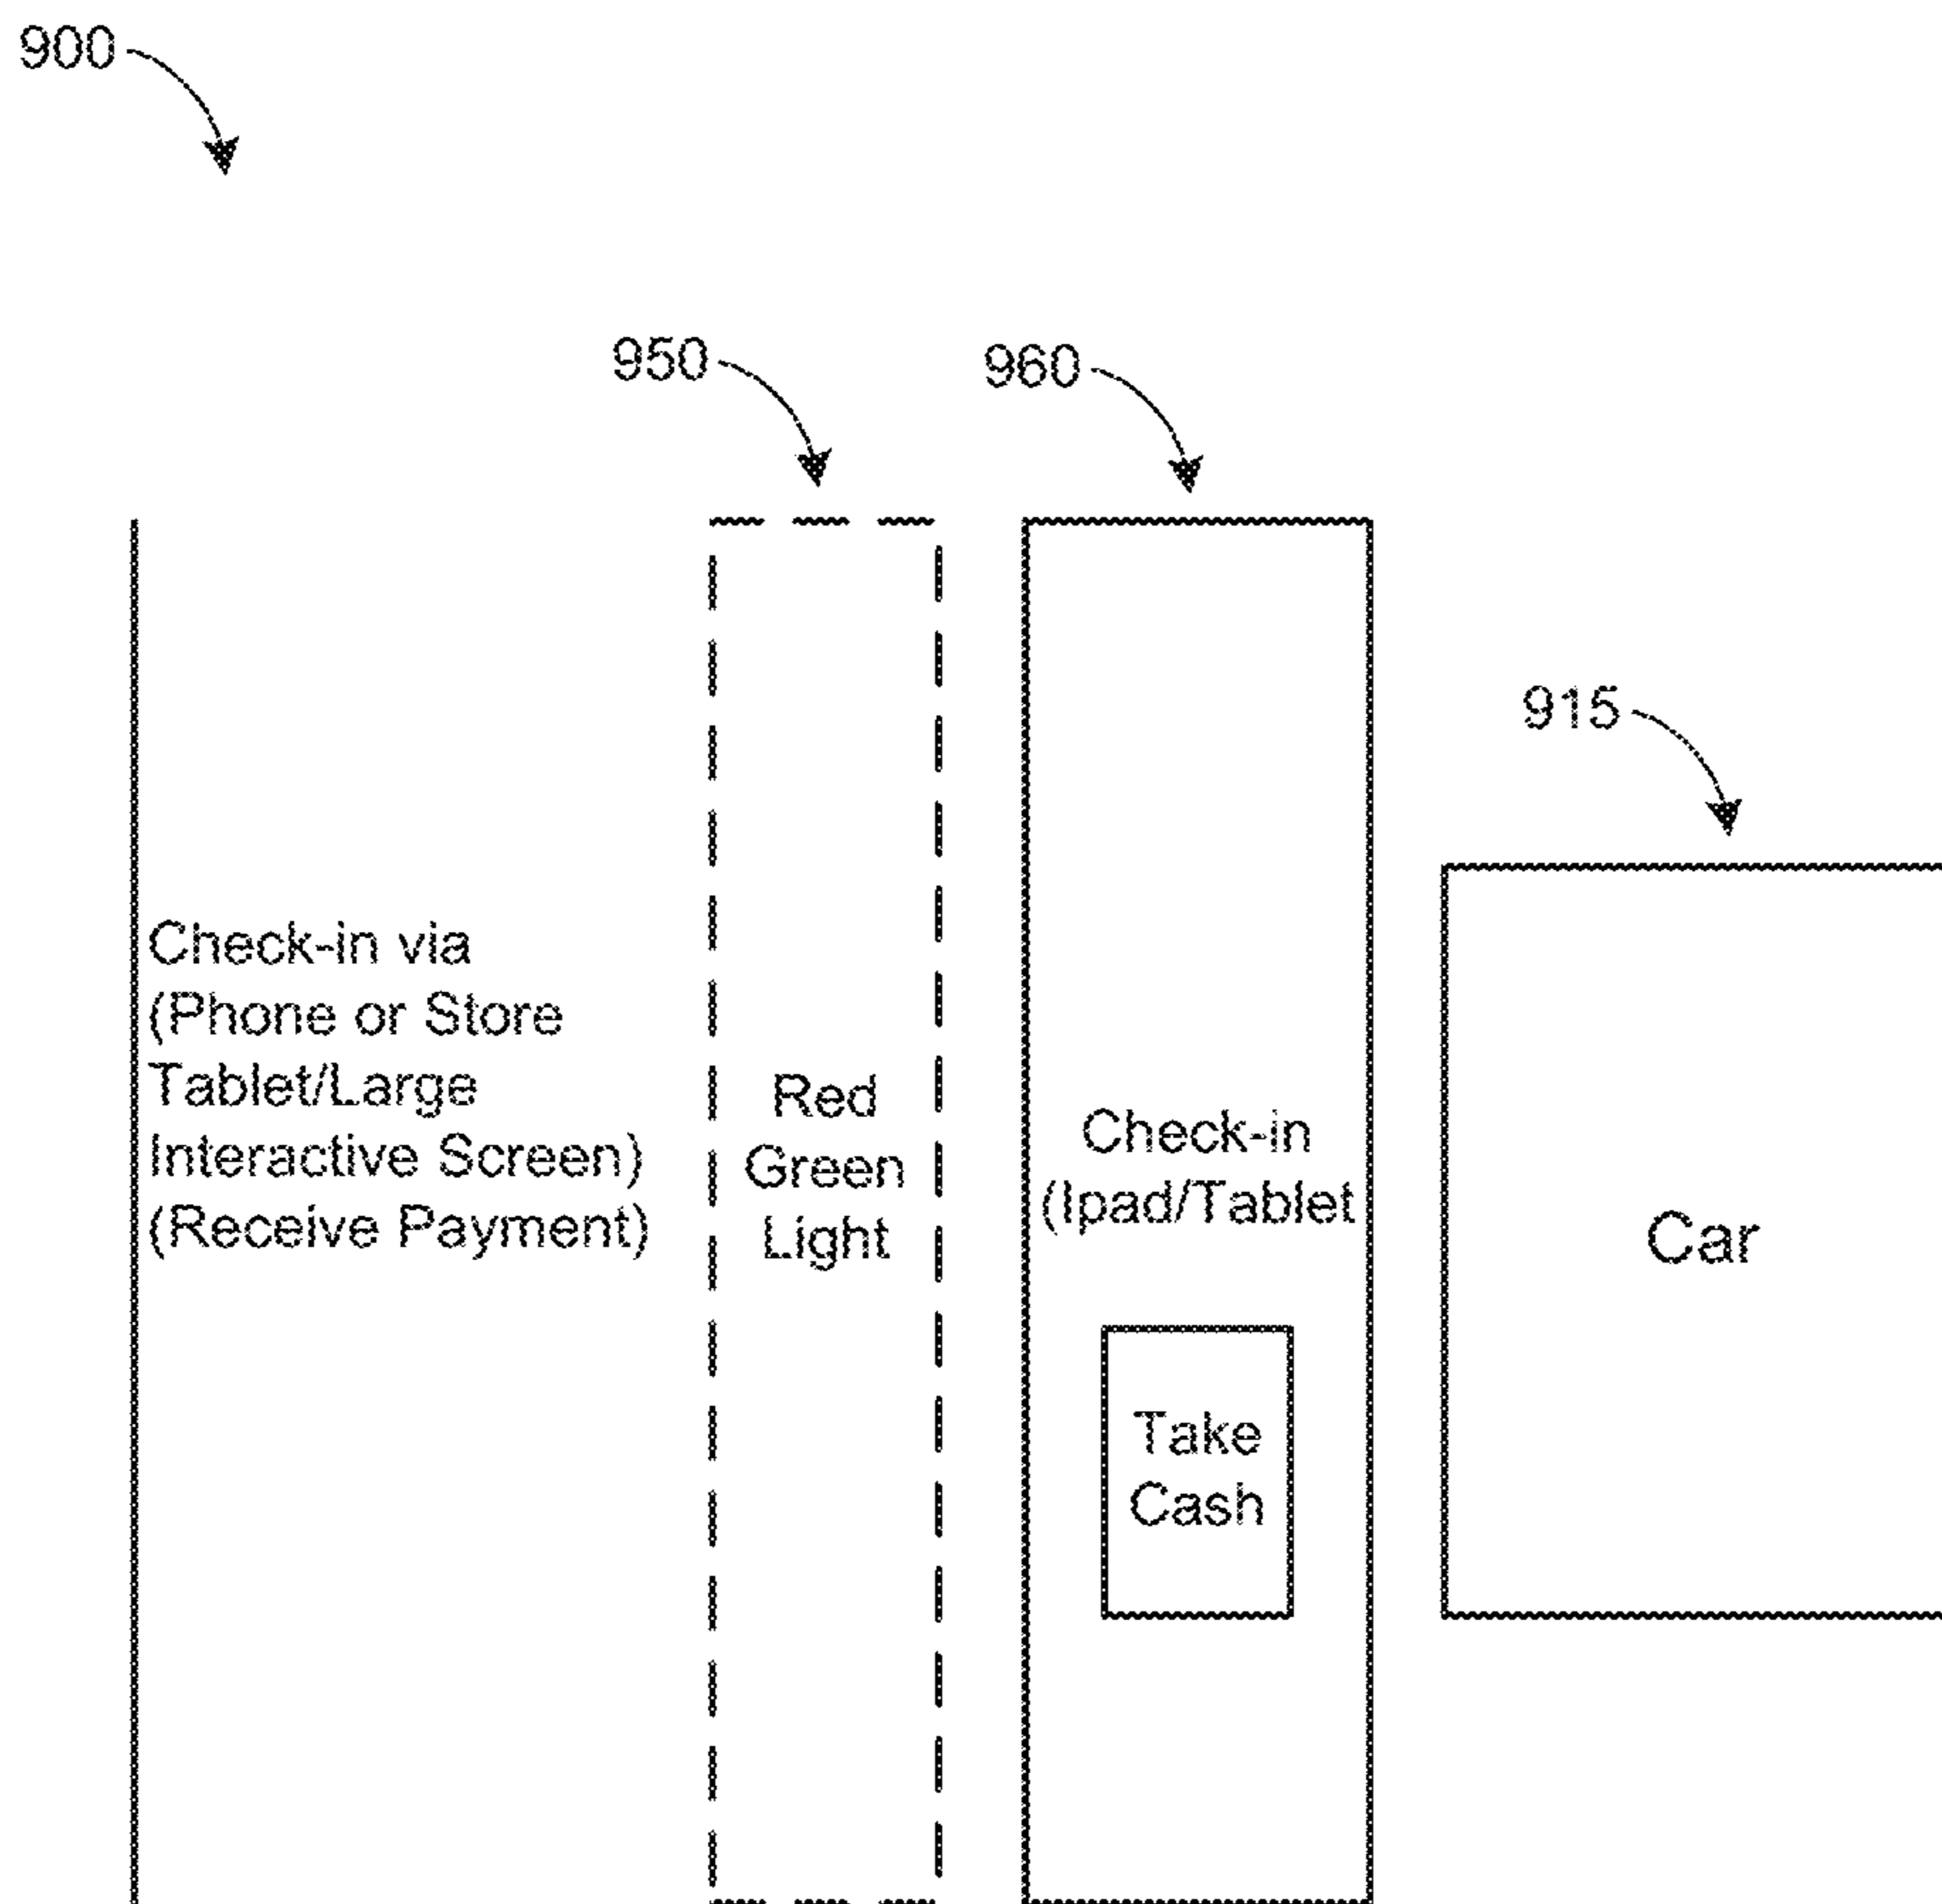 900
950
960
915
Check-in via
(Phone or Store
Tablet/Large
Interactive Screen)
(Receive Payment)
Red
Green
Light
Check-in
(Ipad/Tablet
Take
Cash
Car